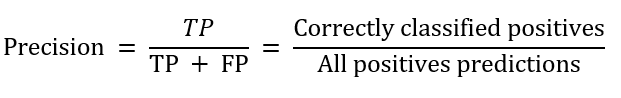 Precision = TP / TP + FP = Correctly classified positives / All positives predictions